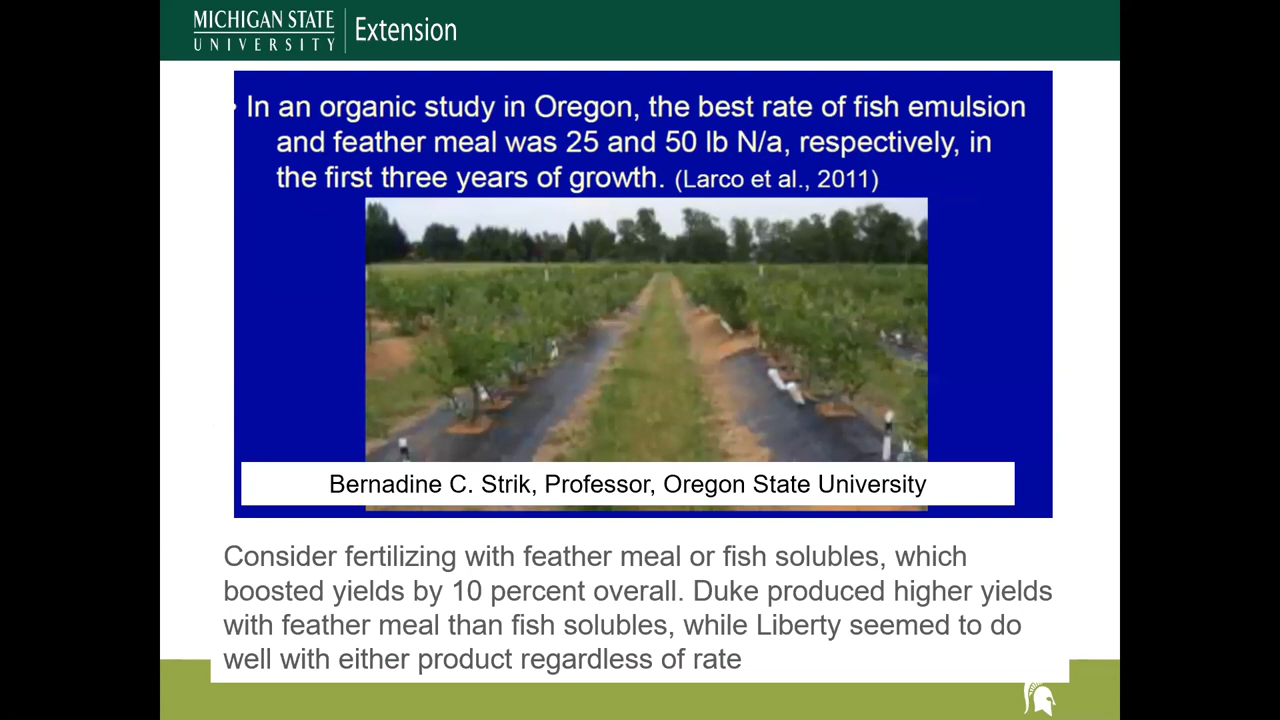 MICHIGAN STATE
UNIVERSITY
Extension
• In an organic study in Oregon, the best rate of fish emulsion
and feather meal was 25 and 50 lb N/a, respectively, in
the first three years of growth. (Larco et al., 2011)
Bernadine C. Strik, Professor, Oregon State University
Consider fertilizing with feather meal or fish solubles, which
boosted yields by 10 percent overall. Duke produced higher yields
with feather meal than fish solubles, while Liberty seemed to do
well with either product regardless of rate